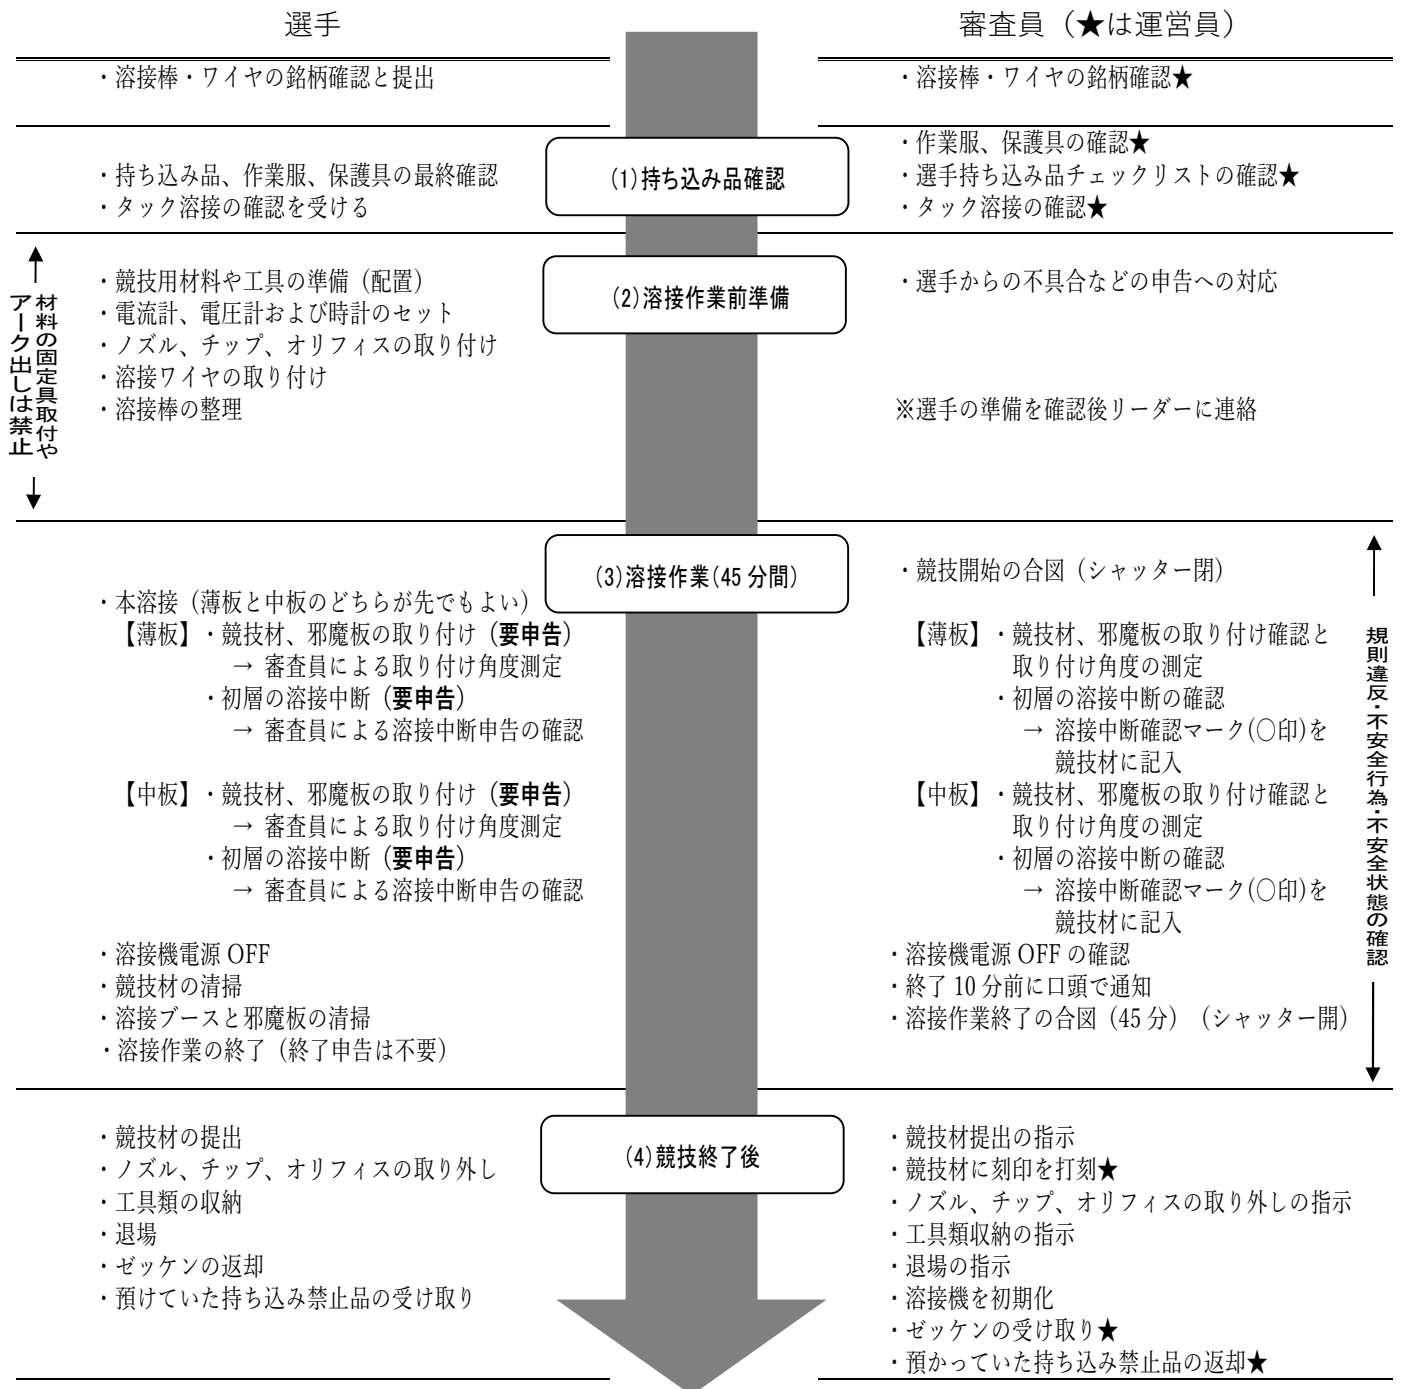 選手
審査員（★は運営員）
・溶接棒・ワイヤの銘柄確認と提出
・溶接棒・ワイヤの銘柄確認★
(1)持ち込み品確認
・持ち込み品、作業服、保護具の最終確認
・タック溶接の確認を受ける
・作業服、保護具の確認★
・選手持ち込み品チェックリストの確認★
・タック溶接の確認★
(2)溶接作業前準備
材料の固定具取付や
アーク出しは禁止
・競技用材料や工具の準備（配置）
・電流計、電圧計および時計のセット
・ノズル、チップ、オリフィスの取り付け
・溶接ワイヤの取り付け
・溶接棒の整理
・選手からの不具合などの申告への対応
※選手の準備を確認後リーダーに連絡
(3)溶接作業(45 分間)
・本溶接（薄板と中板のどちらが先でもよい）
【薄板】・競技材、邪魔板の取り付け（要申告）
→ 審査員による取り付け角度測定
・初層の溶接中断（要申告）
→ 審査員による溶接中断申告の確認
【中板】・競技材、邪魔板の取り付け（要申告）
→ 審査員による取り付け角度測定
・初層の溶接中断（要申告）
→ 審査員による溶接中断申告の確認
・溶接機電源 OFF
・競技材の清掃
・溶接ブースと邪魔板の清掃
・溶接作業の終了（終了申告は不要）
・競技開始の合図（シャッター閉）
【薄板】・競技材、邪魔板の取り付け確認と
取り付け角度の測定
・初層の溶接中断の確認
→ 溶接中断確認マーク(○印)を
競技材に記入
【中板】・競技材、邪魔板の取り付け確認と
取り付け角度の測定
・初層の溶接中断の確認
→ 溶接中断確認マーク(○印)を
競技材に記入
・溶接機電源 OFF の確認
・終了 10 分前に口頭で通知
・溶接作業終了の合図（45 分）（シャッター開）
規則違反・不安全行為・不安全状態の確認
(4)競技終了後
・競技材の提出
・ノズル、チップ、オリフィスの取り外し
・工具類の収納
・退場
・ゼッケンの返却
・預けていた持ち込み禁止品の受け取り
・競技材提出の指示
・競技材に刻印を打刻★
・ノズル、チップ、オリフィスの取り外しの指示
・工具類収納の指示
・退場の指示
・溶接機を初期化
・ゼッケンの受け取り★
・預かっていた持ち込み禁止品の返却★